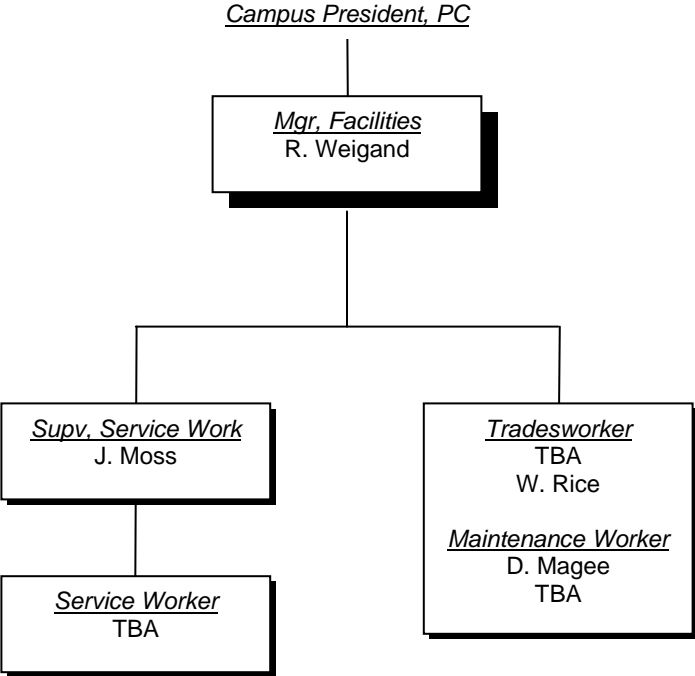 Campus President, PC
Mgr, Facilities
R. Weigand
Supv, Service Work
J. Moss
Service Worker
TBA
Tradesworker
TBA
W. Rice
Maintenance Worker
D. Magee
TBA